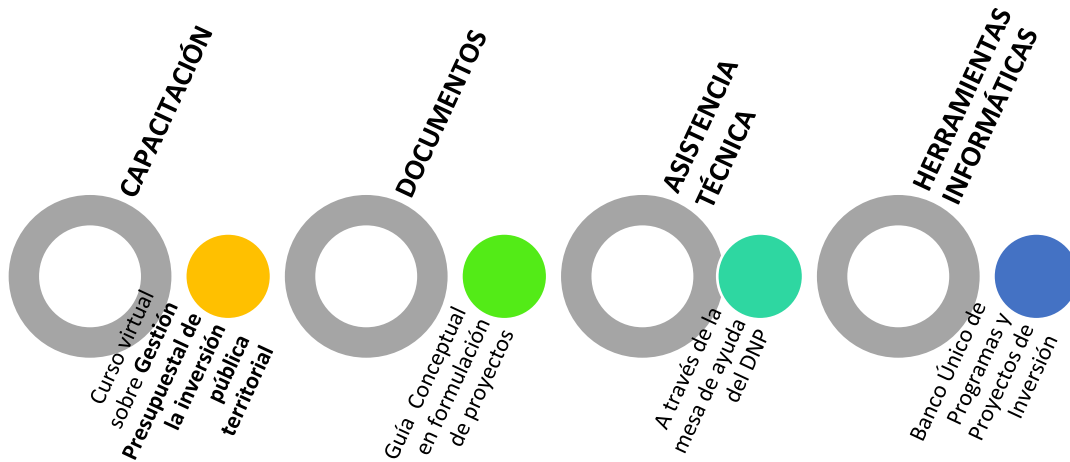 CAPACITACIÓN
Curso virtual
sobre Gestión
Presupuestal de
la inversión
pública
territorial
DOCUMENTOS
Guía Conceptual
en formulación
de proyectos
ASISTENCIA
TÉCNICA
A través de la
mesa de ayuda
del DNP
HERRAMIENTAS
INFORMÁTICAS
Banco Único de
Programas y
Proyectos de
Inversión